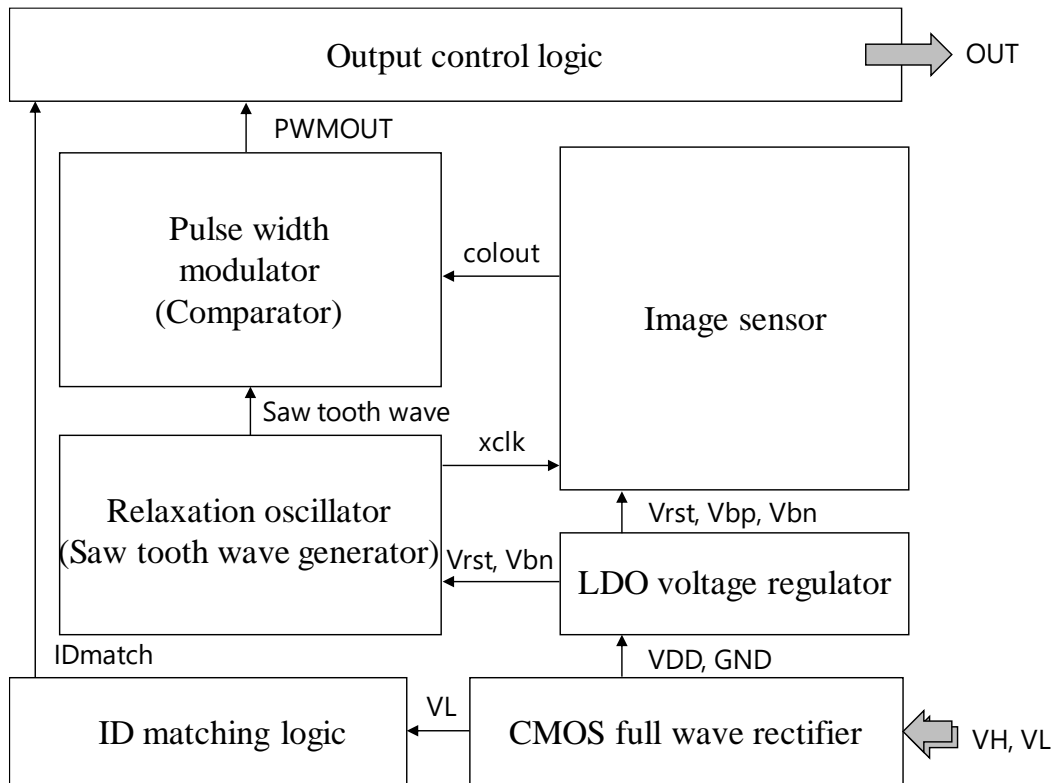 Output control logic
OUT
PWMOUT
Pulse width
modulator
(Comparator)
colout
Image sensor
Saw tooth wave
xclk
Relaxation oscillator
(Saw tooth wave generator)
Vrst, Vbp, Vbn
Vrst, Vbn
LDO voltage regulator
IDmatch
VDD, GND
ID matching logic
VL
CMOS full wave rectifier
VH, VL